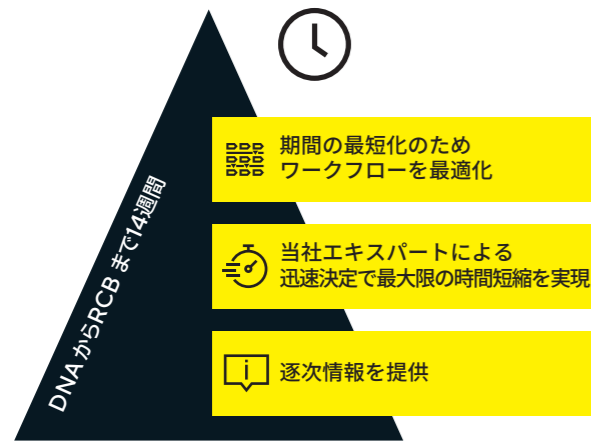 DNAからRCBまで14週間
期間の最短化のため
ワークフローを最適化
当社エキスパートによる
迅速決定で最大限の時間短縮を実現
i
逐次情報を提供